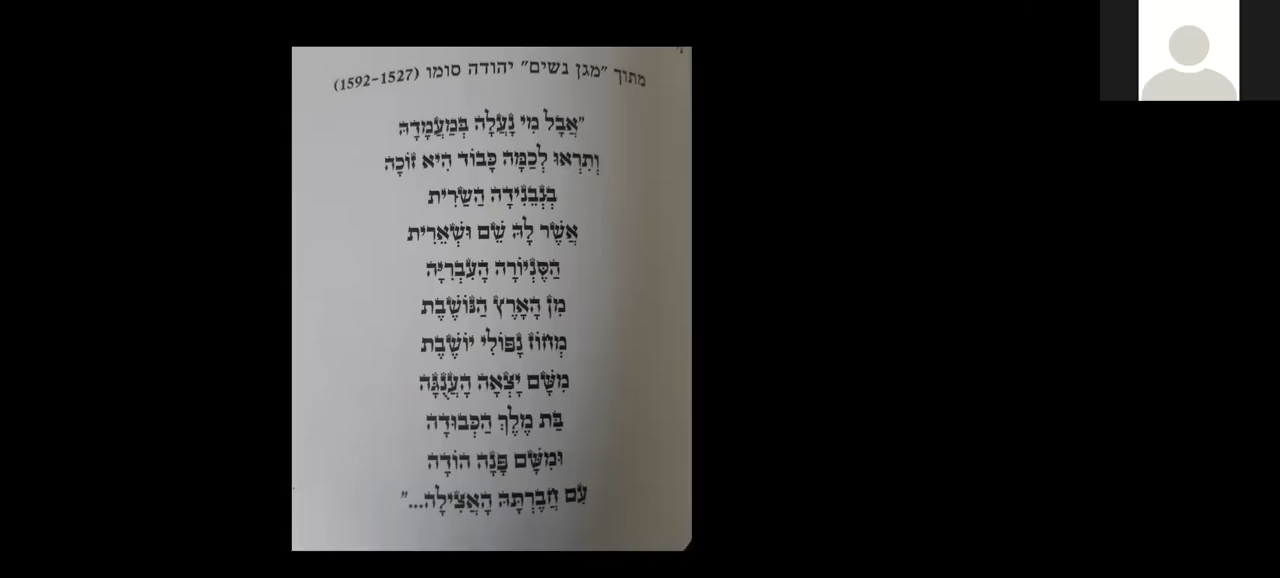 מתוך "מגן נשים" יהודה סומו (1592-1527)
"אֲבָל מִי נָעֲלָה בְּמַעֲמָדָהּ
וְתִרְאוּ לְכַמָּה כָּבוֹד הִיא זוֹכָה
בְּנְבֵנִידָה הַשָּׂרִית
אֲשֶׁר לָהּ שֵׁם וּשְׁאֵרִית
הַסֶּנְיוֹרָה הָעִבְרִיָּה
מִן הָאָרֶץ הַנּוֹשֶׁבֶת
מְחוֹז נָפּוֹלִי יוֹשֶׁבֶת
מִשָּׁם יָצְאָה הָעֲנֻגָּה
בַּת מֶלֶךְ הַכְּבוּדָּה
וּמִשָּׁם פָּנָה הוֹדָהּ
עִם חֲבֶרְתָּהּ הָאֲצִילָה..."